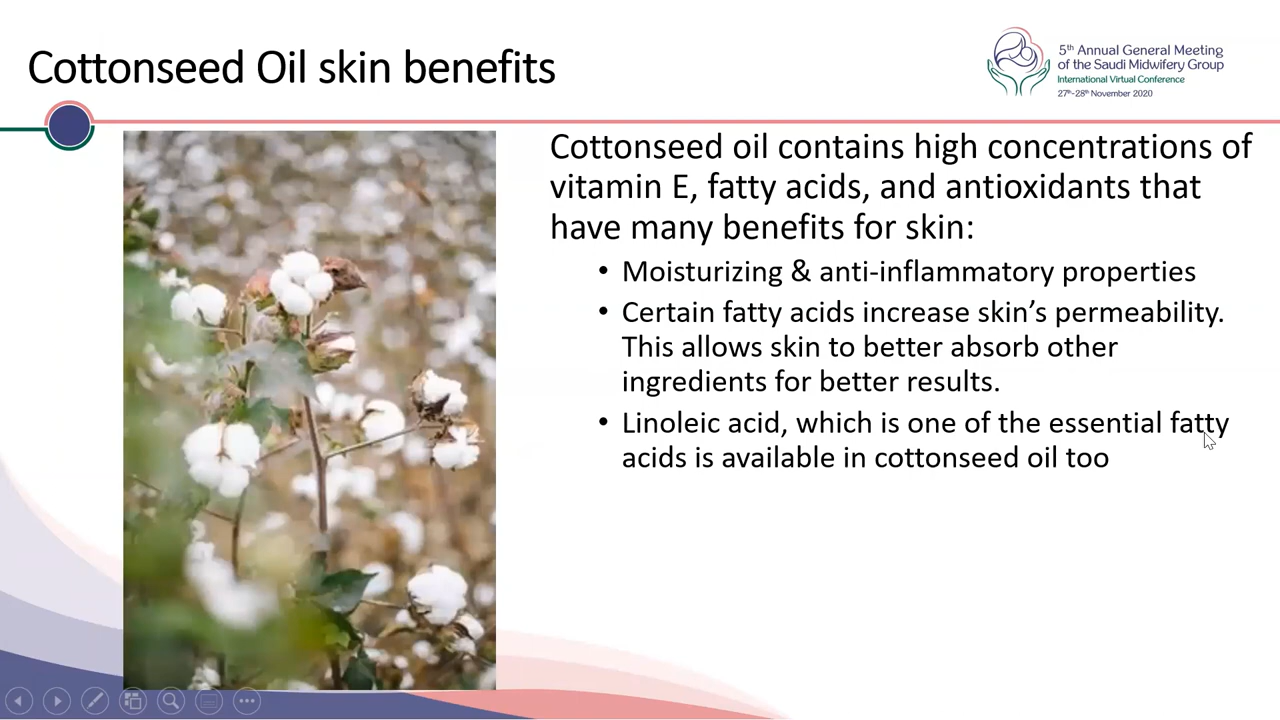 Cottonseed Oil skin benefits
5th Annual General Meeting
of the Saudi Midwifery Group
International Virtual Conference
27th-28th November 2020
Cottonseed oil contains high concentrations of
vitamin E, fatty acids, and antioxidants that
have many benefits for skin:
• Moisturizing & anti-inflammatory properties
• Certain fatty acids increase skin’s permeability.
This allows skin to better absorb other
ingredients for better results.
• Linoleic acid, which is one of the essential fatty
acids is available in cottonseed oil too